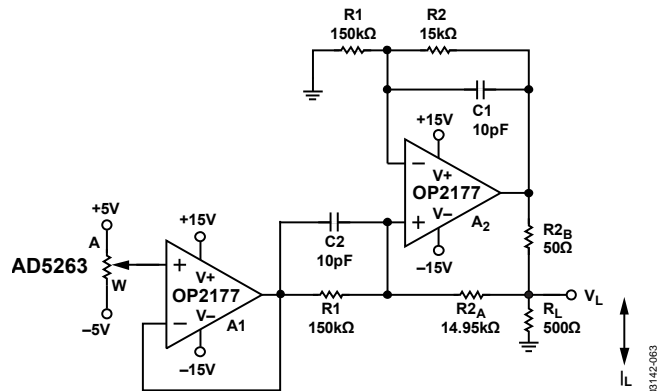 R1
150kΩ
R2
15kΩ
C1
10pF
+15V
V+
OP2177
V–
A2
–15V
+5V
A
AD5263
W
–5V
+15V
V+
OP2177
V–
A1
–15V
C2
10pF
R1
150kΩ
R2A
14.95kΩ
R2B
50Ω
VL
RL
500Ω
IL
03142-063